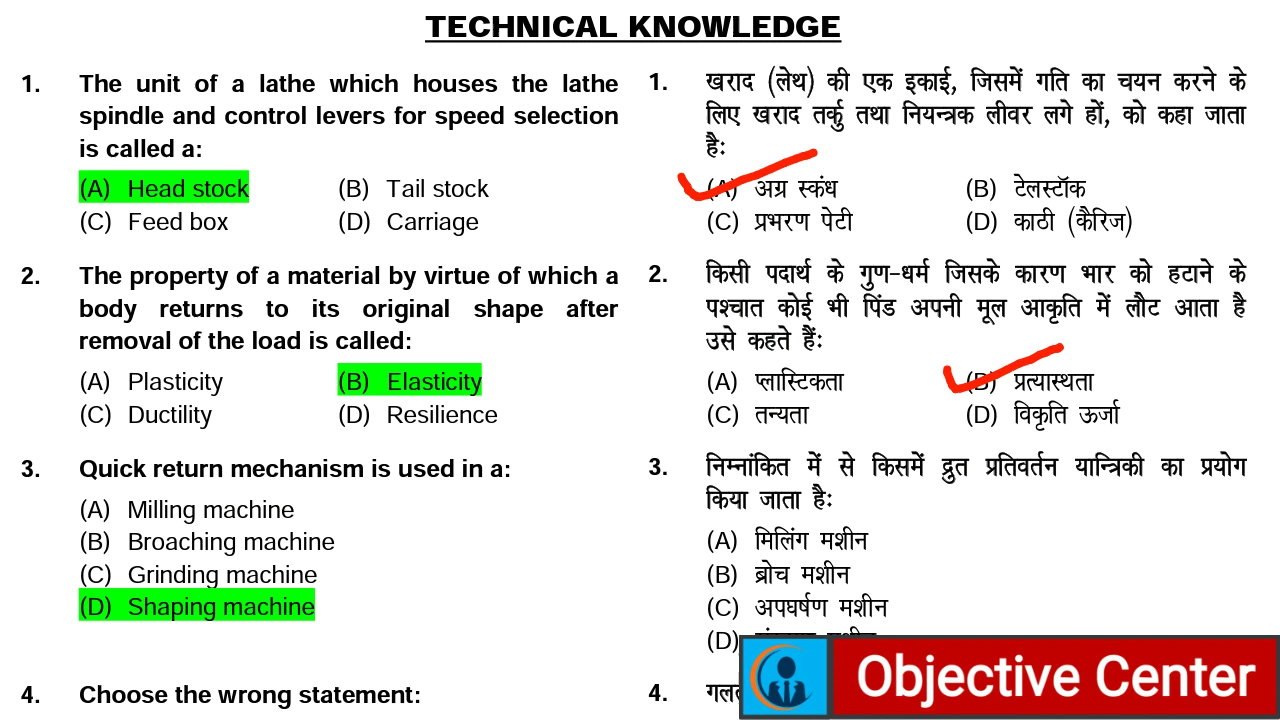 TECHNICAL KNOWLEDGE
1. The unit of a lathe which houses the lathe
spindle and control levers for speed selection
is called a:
(A) Head stock (B) Tail stock
(C) Feed box (D) Carriage
2. The property of a material by virtue of which a
body returns to its original shape after
removal of the load is called:
(A) Plasticity (B) Elasticity
(C) Ductility (D) Resilience
3. Quick return mechanism is used in a:
(A) Milling machine
(B) Broaching machine
(C) Grinding machine
(D) Shaping machine
4. Choose the wrong statement:
1. खराद (लेथ) की एक इकाई, जिसमें गति का चयन करने के
लिए खराद तर्कु तथा नियन्त्रक लीवर लगे हों, को कहा जाता
हैः
(A) अग्र स्कंध (B) टेलस्टॉक
(C) प्रभरण पेटी (D) काठी (कैरिज)
2. किसी पदार्थ के गुण-धर्म जिसके कारण भार को हटाने के
पश्चात कोई भी पिंड अपनी मूल आकृति में लौट आता है
उसे कहते हैंः
(A) प्लास्टिकता (B) प्रत्यास्थता
(C) तन्यता (D) विकृति ऊर्जा
3. निम्नांकित में से किसमें द्रुत प्रतिवर्तन यान्त्रिकी का प्रयोग
किया जाता हैः
(A) मिलिंग मशीन
(B) ब्रोच मशीन
(C) अपघर्षण मशीन
(D)
4.
Objective Center